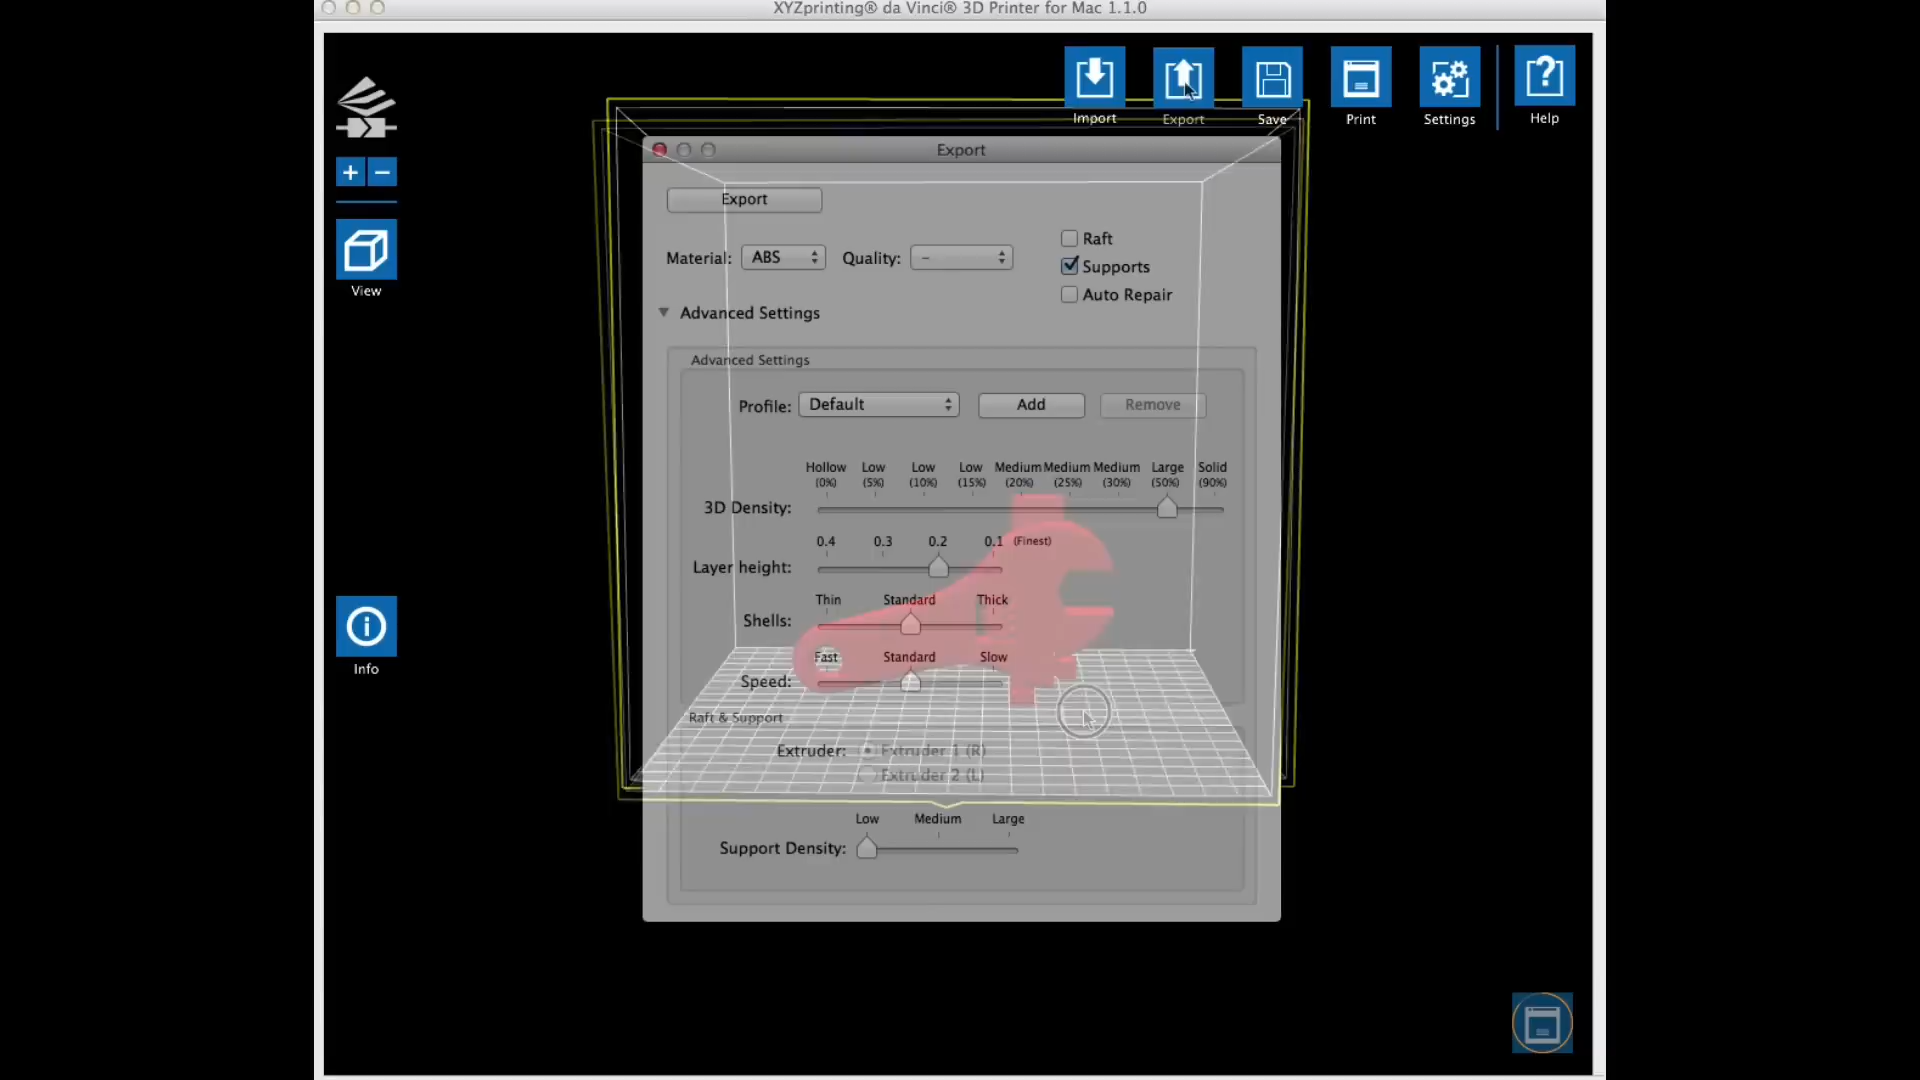 XYZprinting® da Vinci® 3D Printer for Mac 1.1.0
Import Export Save Print Settings Help
Export
Export
Material: ABS Quality: –
Raft
Supports
Auto Repair
Advanced Settings
Advanced Settings
Profile: Default Add Remove
Hollow Low Low Low Medium Medium Medium Large Solid
(0%) (5%) (10%) (15%) (20%) (25%) (30%) (50%) (90%)
3D Density:
0.4 0.3 0.2 0.1 (Finest)
Layer height:
Thin Standard Thick
Shells:
Fast Standard Slow
Speed:
Raft & Support
Extruder: Extruder 1 (R)
Extruder 2 (L)
Low Medium Large
Support Density:
View
Info